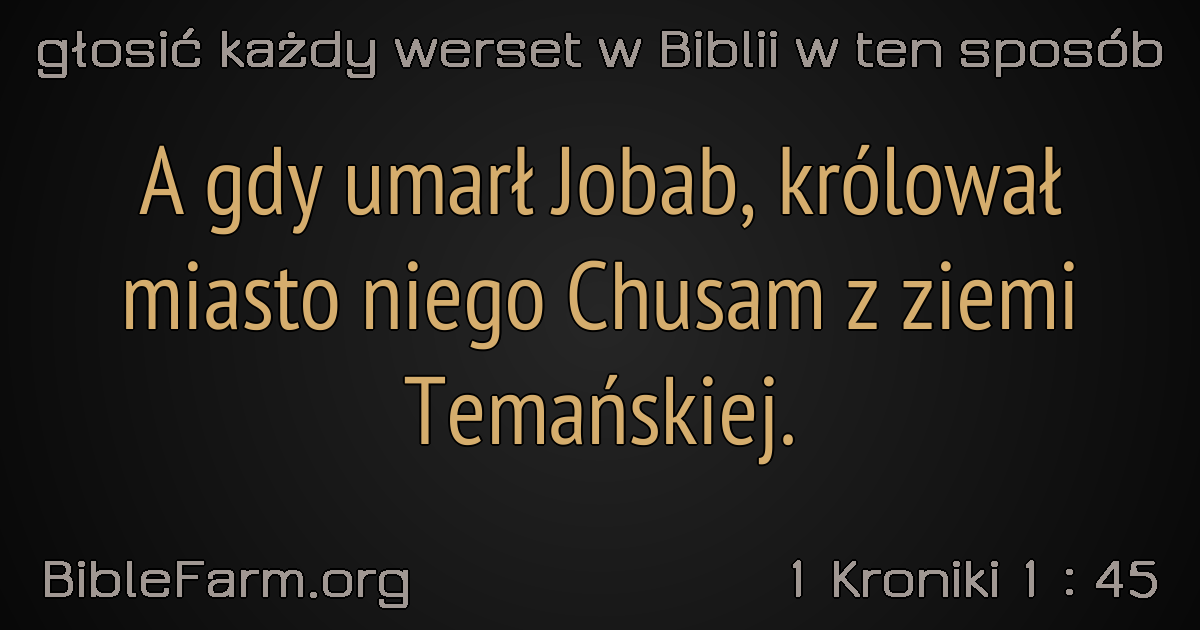 głosić każdy werset w Biblii w ten sposób
A gdy umarł Jobab, królował
miasto niego Chusam z ziemi
Temańskiej.
BibleFarm.org
1 Kroniki 1 : 45